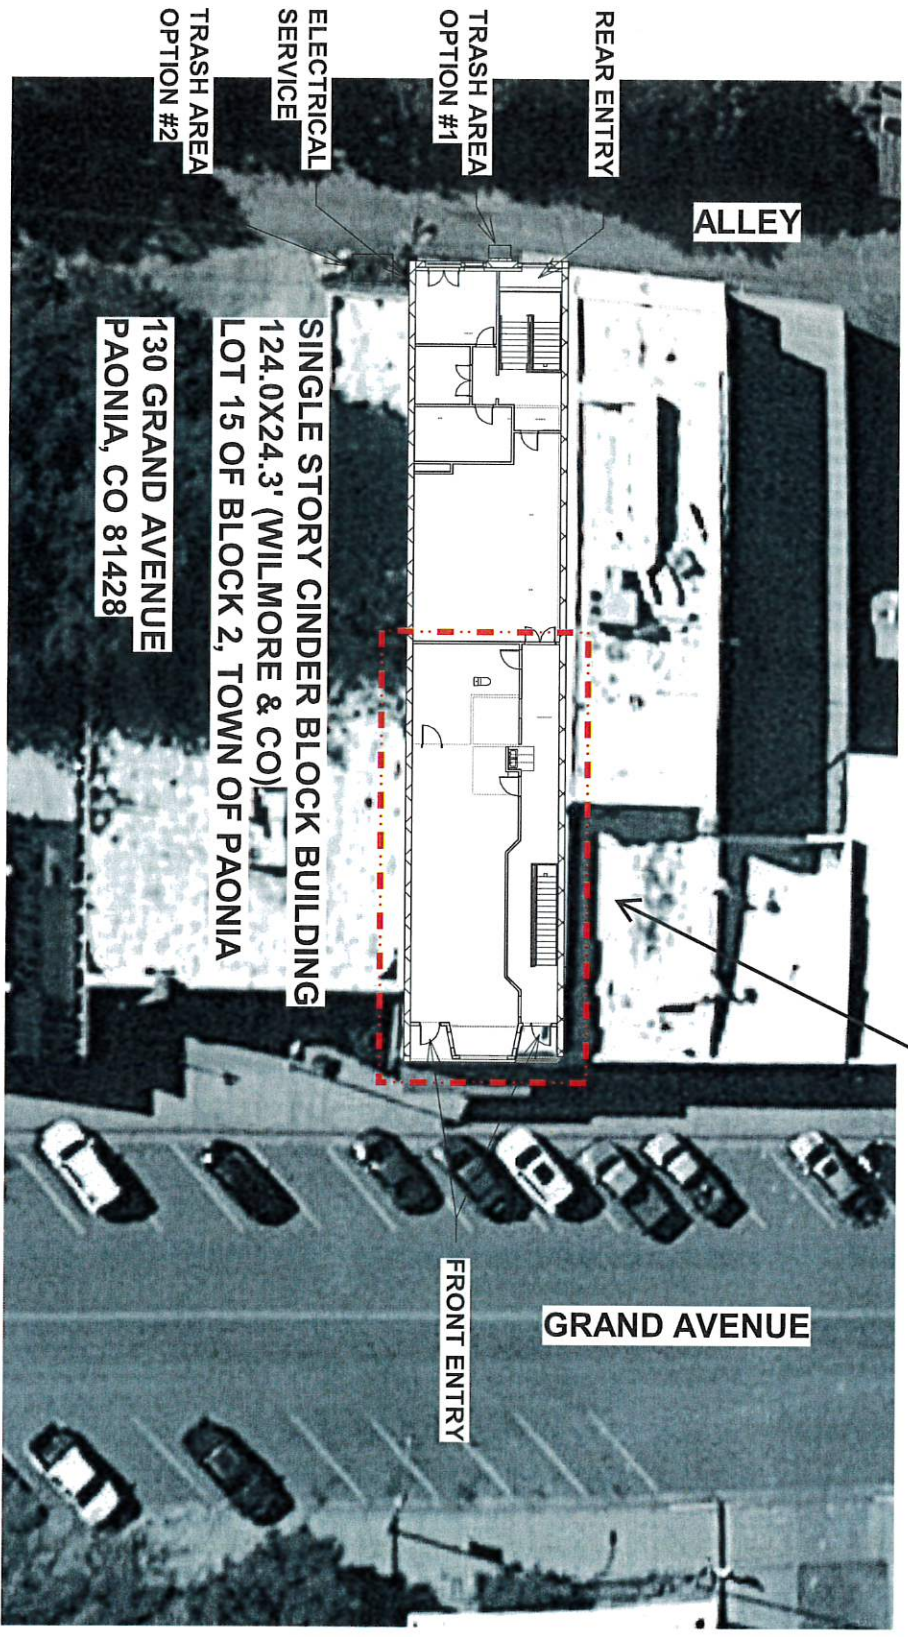 REAR ENTRY
TRASH AREA
OPTION #1
ELECTRICAL
SERVICE
TRASH AREA
OPTION #2
ALLEY
SINGLE STORY CINDER BLOCK BUILDING
124.0X24.3' (WILMORE & CO)
LOT 15 OF BLOCK 2, TOWN OF PAONIA
130 GRAND AVENUE
PAONIA, CO 81428
FRONT ENTRY
GRAND AVENUE